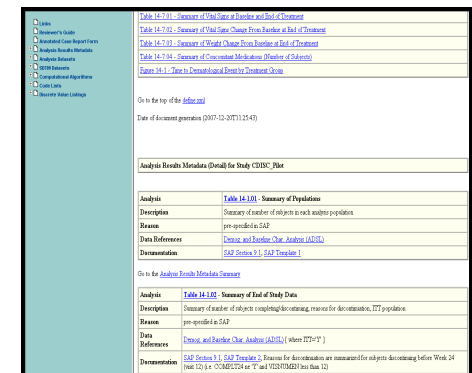 Links
Reviewer's Guide
Annotated Case Report Form
Analysis Results Metadata
Analysis Datasets
SDTM Datasets
Computational Algorithms
Code Lists
Discrete Value Listings
Table 14-7.01 - Summary of Vital Signs at Baseline and End of Treatment
Table 14-7.02 - Summary of Vital Signs Change From Baseline at End of Treatment
Table 14-7.03 - Summary of Weight Change From Baseline at End of Treatment
Table 14-7.04 - Summary of Concomitant Medications (Number of Subjects)
Figure 14-1 - Time to Dermatological Event by Treatment Group
Go to the top of the define.xml
Date of document generation (2007-12-20T11:25:43)
Analysis Results Metadata (Detail) for Study CDISC_Pilot
Analysis Table 14-1.01 - Summary of Populations
Description Summary of number of subjects in each analysis population
Reason pre-specified in SAP
Data References Demog. and Baseline Char. Analysis (ADSL)
Documentation SAP Section 9.1, SAP Template 1
Go to the Analysis Results Metadata Summary
Analysis Table 14-1.02 - Summary of End of Study Data
Description Summary of number of subjects completing/discontinuing, reasons for discontinuation, ITT population
Reason pre-specified in SAP
Data References Demog. and Baseline Char. Analysis (ADSL) [ where ITT='Y' ]
Documentation SAP Section 9.1, SAP Template 2, Reasons for discontinuation are summarized for subjects discontinuing before Week 24
(visit 12) (i.e. COMPLT24 ne 'Y' and VISNUMEN less than 12)